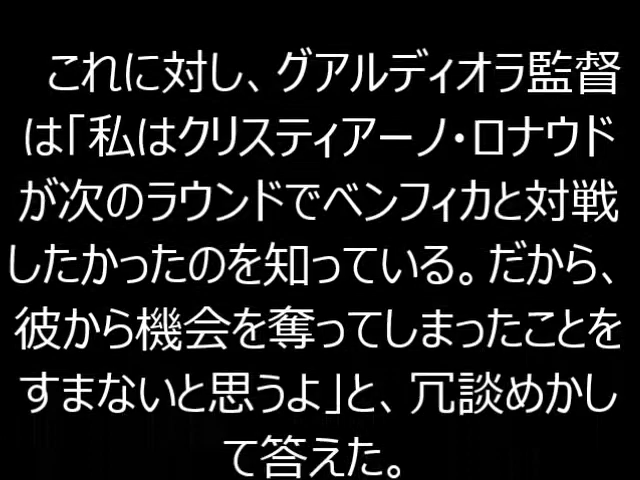 これに対し、グアルディオラ監督
は「私はクリスティアーノ・ロナウド
が次のラウンドでベンフィカと対戦
したかったのを知っている。だから、
彼から機会を奪ってしまったことを
すまないと思うよ」と、冗談めかし
て答えた。